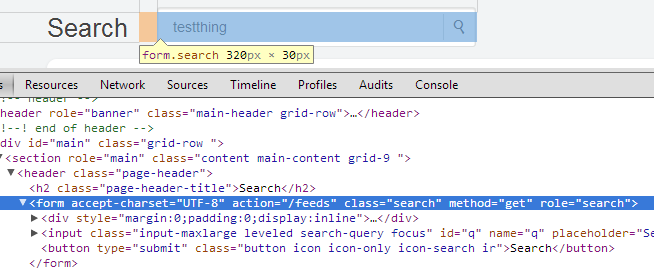 Search testthing
form.search 320px × 30px
Resources Network Sources Timeline Profiles Audits Console
header role="banner" class="main-header grid-row">…</header>
!--! end of header -->
div id="main" class="grid-row ">
▼<section role="main" class="content main-content grid-9 ">
▼<header class="page-header">
<h2 class="page-header-title">Search</h2>
▼<form accept-charset="UTF-8" action="/feeds" class="search" method="get" role="search">
▶<div style="margin:0;padding:0;display:inline">…</div>
▶<input class="input-maxlarge leveled search-query focus" id="q" name="q" placeholder="Se
<button type="submit" class="button icon icon-only icon-search ir">Search</button>
</form>